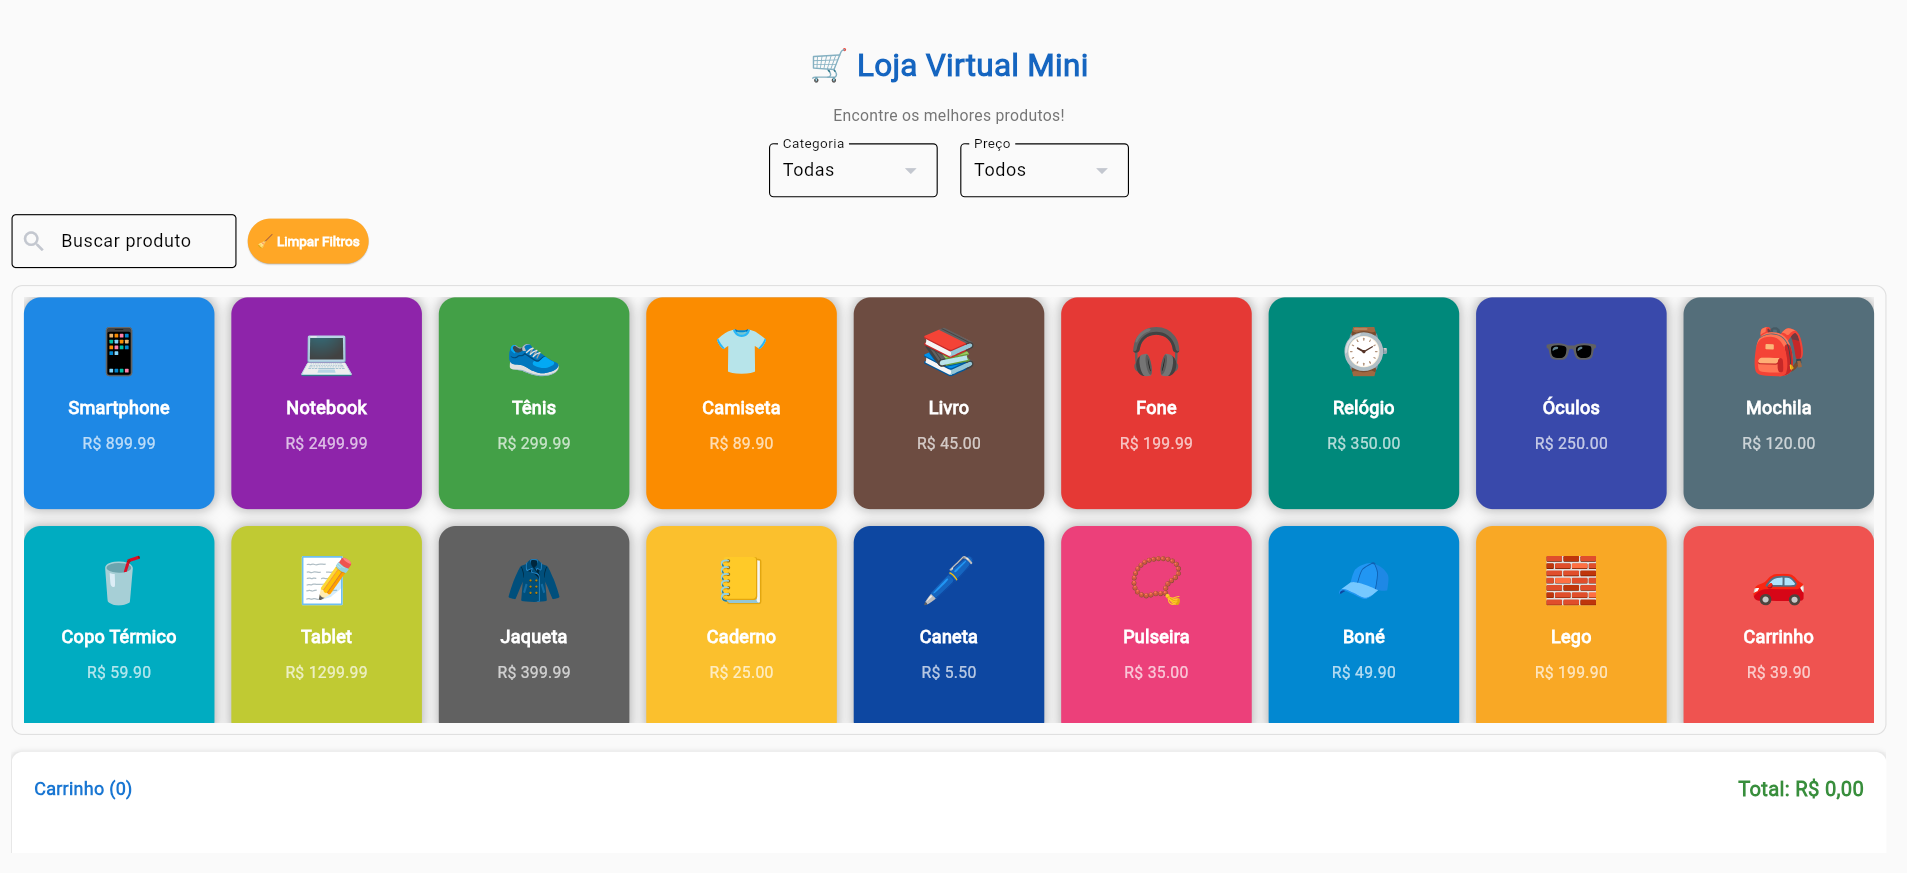 Loja Virtual Mini
Encontre os melhores produtos!
Categoria
Todas
Preço
Todos
Buscar produto
Limpar Filtros
Smartphone
R$ 899.99
Notebook
R$ 2499.99
Tênis
R$ 299.99
Camiseta
R$ 89.90
Livro
R$ 45.00
Fone
R$ 199.99
Relógio
R$ 350.00
Óculos
R$ 250.00
Mochila
R$ 120.00
Copo Térmico
R$ 59.90
Tablet
R$ 1299.99
Jaqueta
R$ 399.99
Caderno
R$ 25.00
Caneta
R$ 5.50
Pulseira
R$ 35.00
Boné
R$ 49.90
Lego
R$ 199.90
Carrinho
R$ 39.90
Carrinho (0)
Total: R$ 0,00